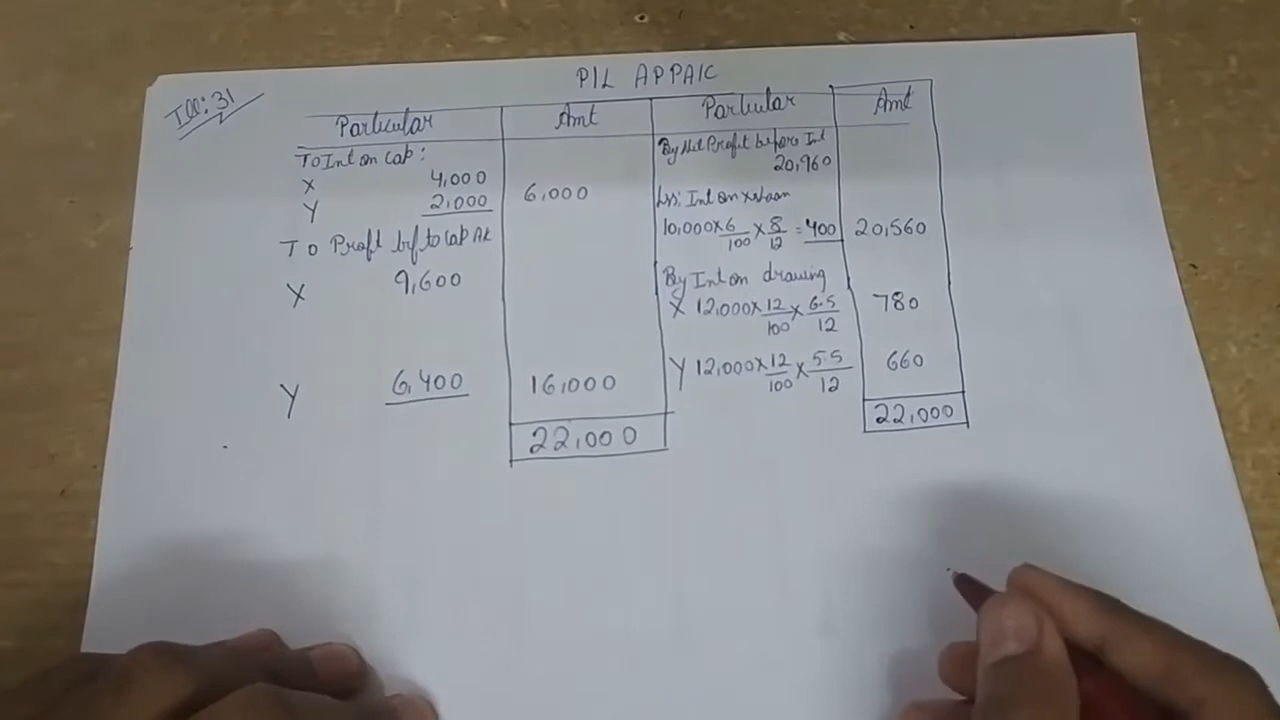 Ill: 31
P/L APP A/C
Particular Amt Particular Amt
To Int on Cap:
X 4,000
Y 2,000 6,000
To Profit trf to Cap A/c
X 9,600
Y 6,400 16,000
22,000
By Net Profit before Int
20,960
Less: Int on X's loan
10,000 × 6/100 × 8/12 = 400 20,560
By Int on drawing
X 12,000 × 12/100 × 6.5/12 780
Y 12,000 × 12/100 × 5.5/12 660
22,000